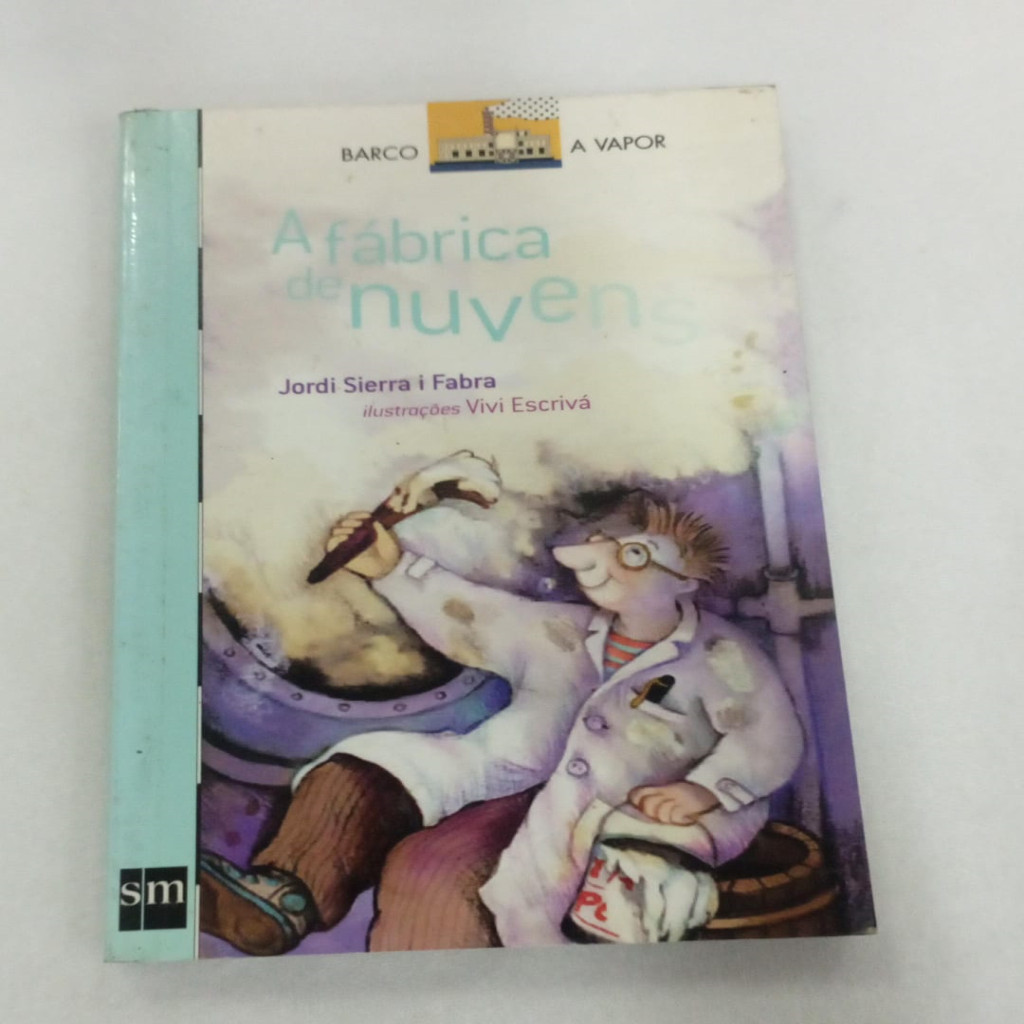 BARCO A VAPOR
A fábrica
de nuvens
Jordi Sierra i Fabra
ilustrações Vivi Escrivá
sm